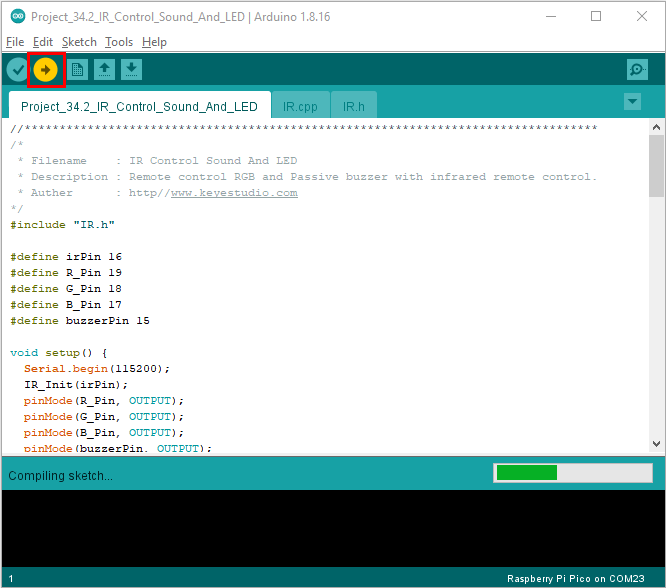 Project_34.2_IR_Control_Sound_And_LED | Arduino 1.8.16
File Edit Sketch Tools Help
Project_34.2_IR_Control_Sound_And_LED IR.cpp IR.h
//**********************************************************************************
/*
 * Filename    : IR Control Sound And LED
 * Description : Remote control RGB and Passive buzzer with infrared remote control.
 * Auther      : http//www.keyestudio.com
*/
#include "IR.h"
#define irPin 16
#define R_Pin 19
#define G_Pin 18
#define B_Pin 17
#define buzzerPin 15
void setup() {
  Serial.begin(115200);
  IR_Init(irPin);
  pinMode(R_Pin, OUTPUT);
  pinMode(G_Pin, OUTPUT);
  pinMode(B_Pin, OUTPUT);
  pinMode(buzzerPin, OUTPUT);
Compiling sketch...
1 Raspberry Pi Pico on COM23